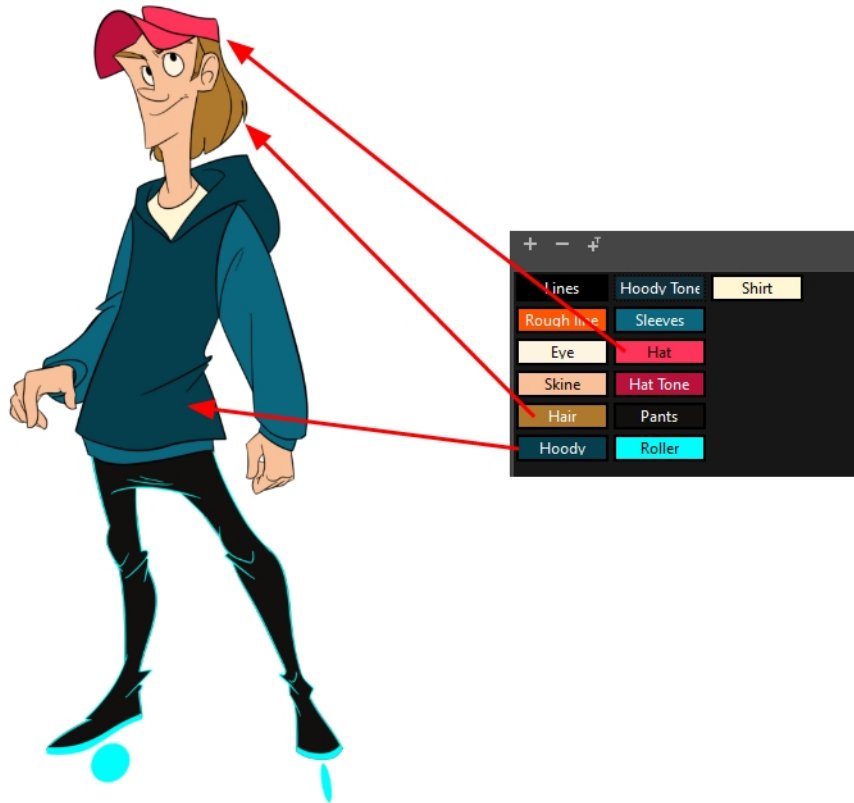 Lines Hoody Tone Shirt
Rough line Sleeves
Eye Hat
Skine Hat Tone
Hair Pants
Hoody Roller